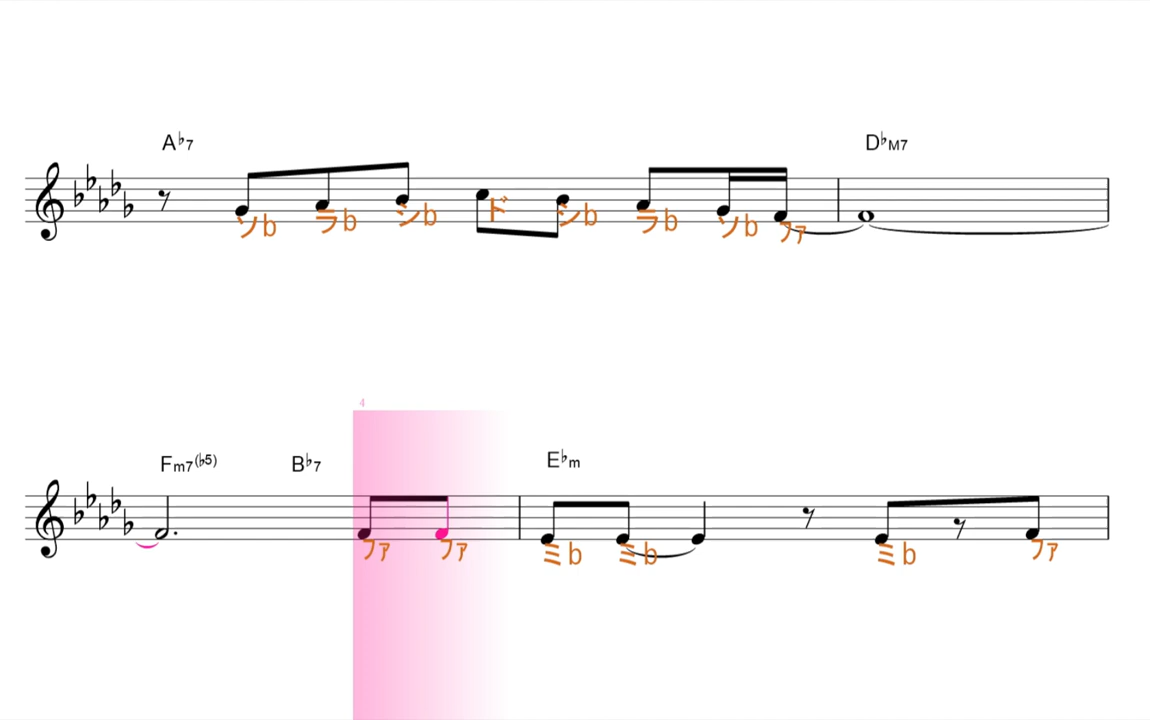 A♭7 D♭M7
ソb ラb シb ド シb ラb ソb ファ
4
Fm7(♭5) B♭7 E♭m
ファ ファ ミb ミb ミb ファ